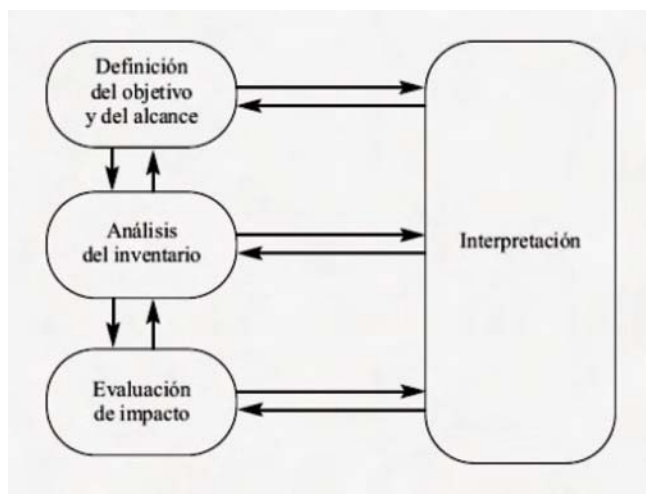 Definición
del objetivo
y del alcance
Análisis
del inventario
Interpretación
Evaluación
de impacto